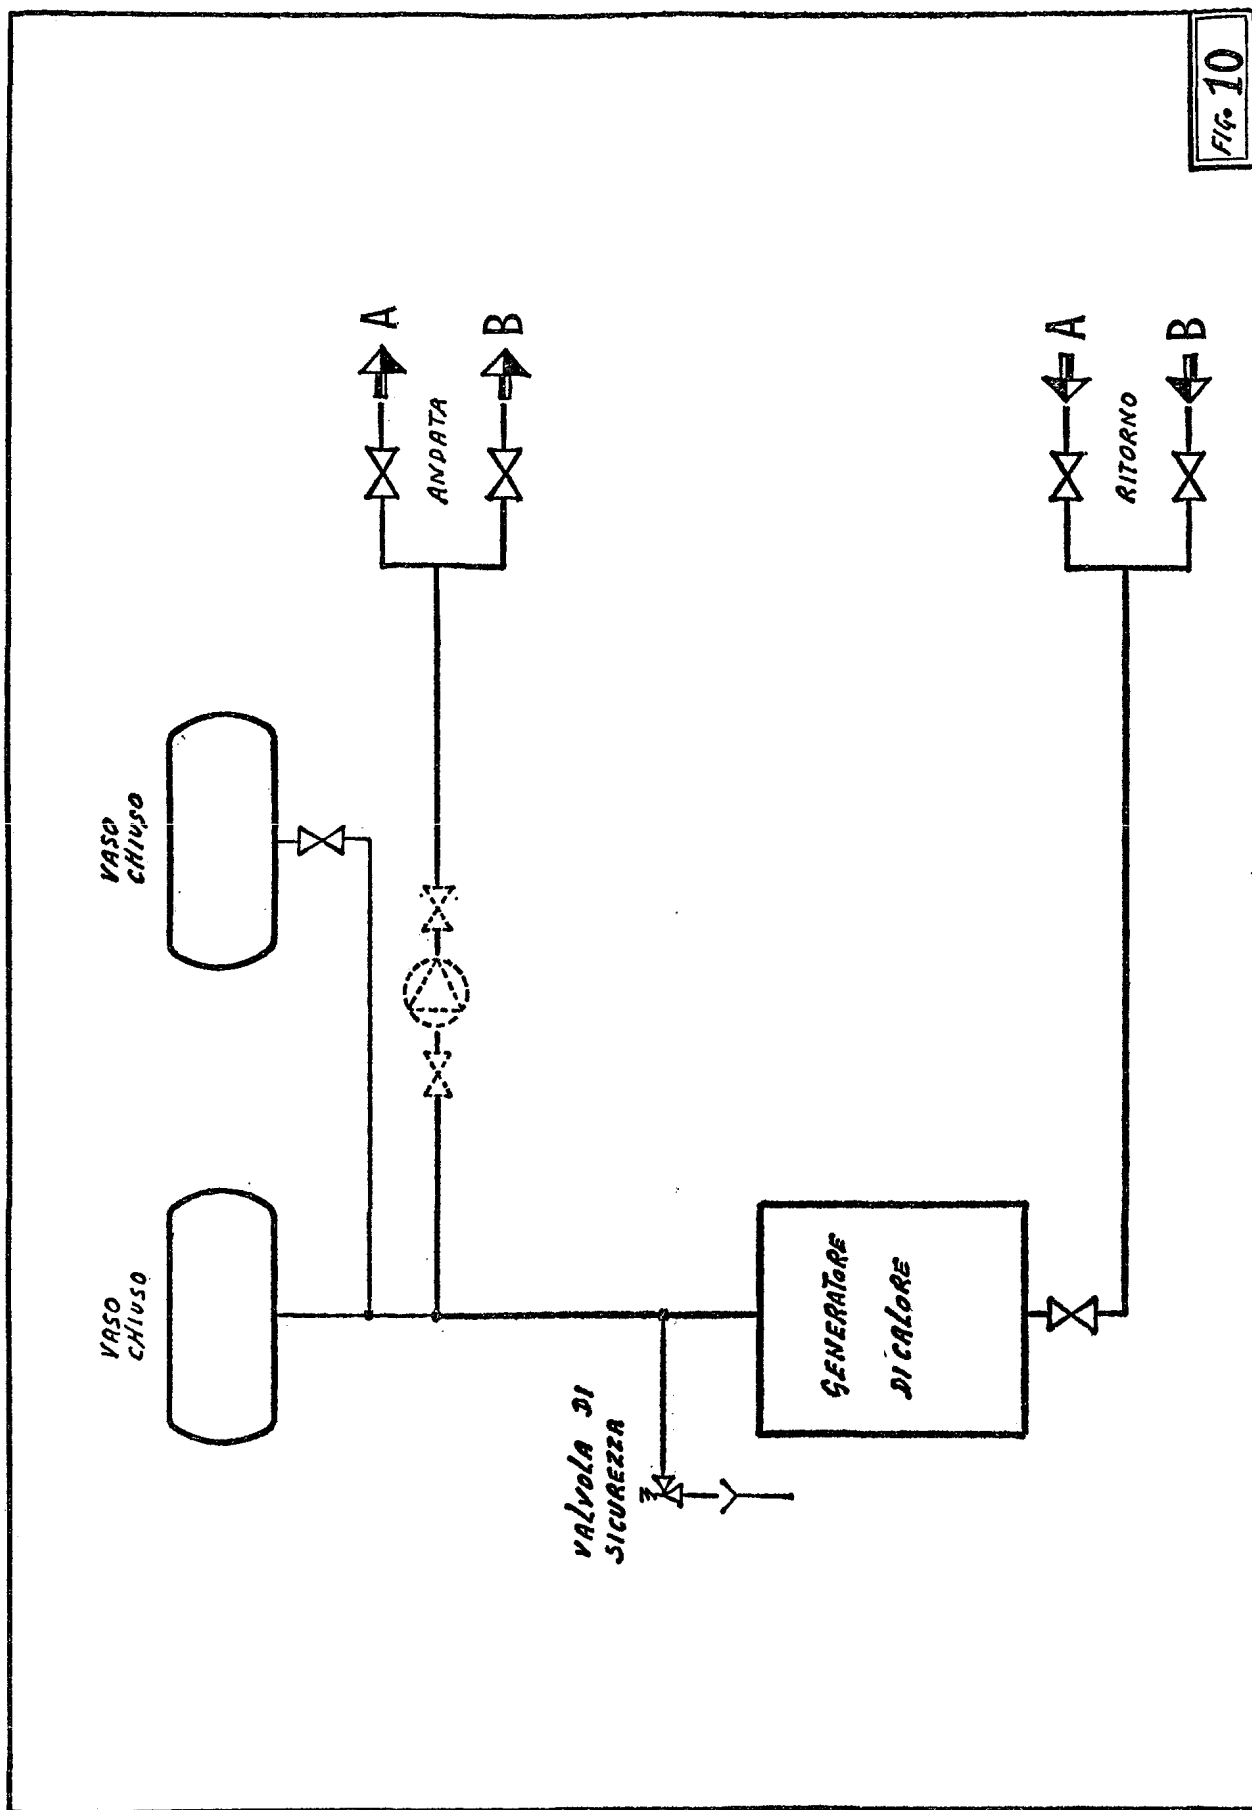 VASO
CHIUSO
VASO
CHIUSO
A
ANDATA
B
VALVOLA DI
SICUREZZA
GENERATORE
DI CALORE
A
RITORNO
B
FIG. 10